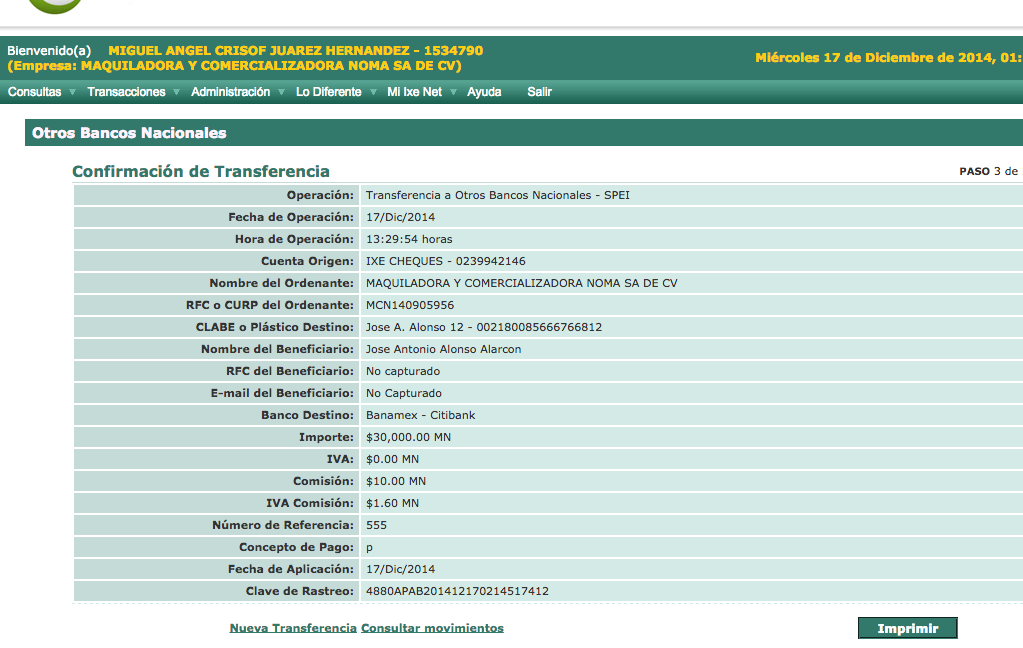 Bienvenido(a) MIGUEL ANGEL CRISOF JUAREZ HERNANDEZ - 1534790
(Empresa: MAQUILADORA Y COMERCIALIZADORA NOMA SA DE CV)
Miércoles 17 de Diciembre de 2014, 01:
Consultas Transacciones Administración Lo Diferente Mi Ixe Net Ayuda Salir
Otros Bancos Nacionales
Confirmación de Transferencia PASO 3 de
Operación: Transferencia a Otros Bancos Nacionales - SPEI
Fecha de Operación: 17/Dic/2014
Hora de Operación: 13:29:54 horas
Cuenta Origen: IXE CHEQUES - 0239942146
Nombre del Ordenante: MAQUILADORA Y COMERCIALIZADORA NOMA SA DE CV
RFC o CURP del Ordenante: MCN140905956
CLABE o Plástico Destino: Jose A. Alonso 12 - 002180085666766812
Nombre del Beneficiario: Jose Antonio Alonso Alarcon
RFC del Beneficiario: No capturado
E-mail del Beneficiario: No Capturado
Banco Destino: Banamex - Citibank
Importe: $30,000.00 MN
IVA: $0.00 MN
Comisión: $10.00 MN
IVA Comisión: $1.60 MN
Número de Referencia: 555
Concepto de Pago: p
Fecha de Aplicación: 17/Dic/2014
Clave de Rastreo: 4880APAB201412170214517412
Nueva Transferencia Consultar movimientos Imprimir